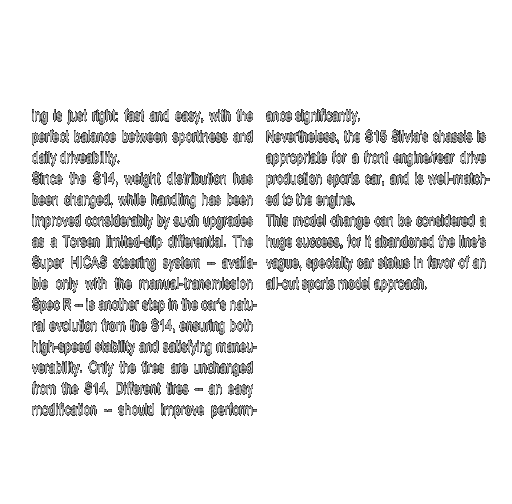 ing is just right: fast and easy, with the
perfect balance between sportiness and
daily driveability.
Since the S14, weight distribution has
been changed, while handling has been
improved considerably by such upgrades
as a Torsen limited-slip differential. The
Super HICAS steering system – availa-
ble only with the manual-transmission
Spec R – is another step in the car's natu-
ral evolution from the S14, ensuring both
high-speed stability and satisfying maneu-
verability. Only the tires are unchanged
from the S14. Different tires – an easy
modification – should improve perform-
ance significantly.
Nevertheless, the S15 Silvia's chassis is
appropriate for a front engine/rear drive
production sports car, and is well-match-
ed to the engine.
This model change can be considered a
huge success, for it abandoned the line's
vague, specialty car status in favor of an
all-out sports model approach.